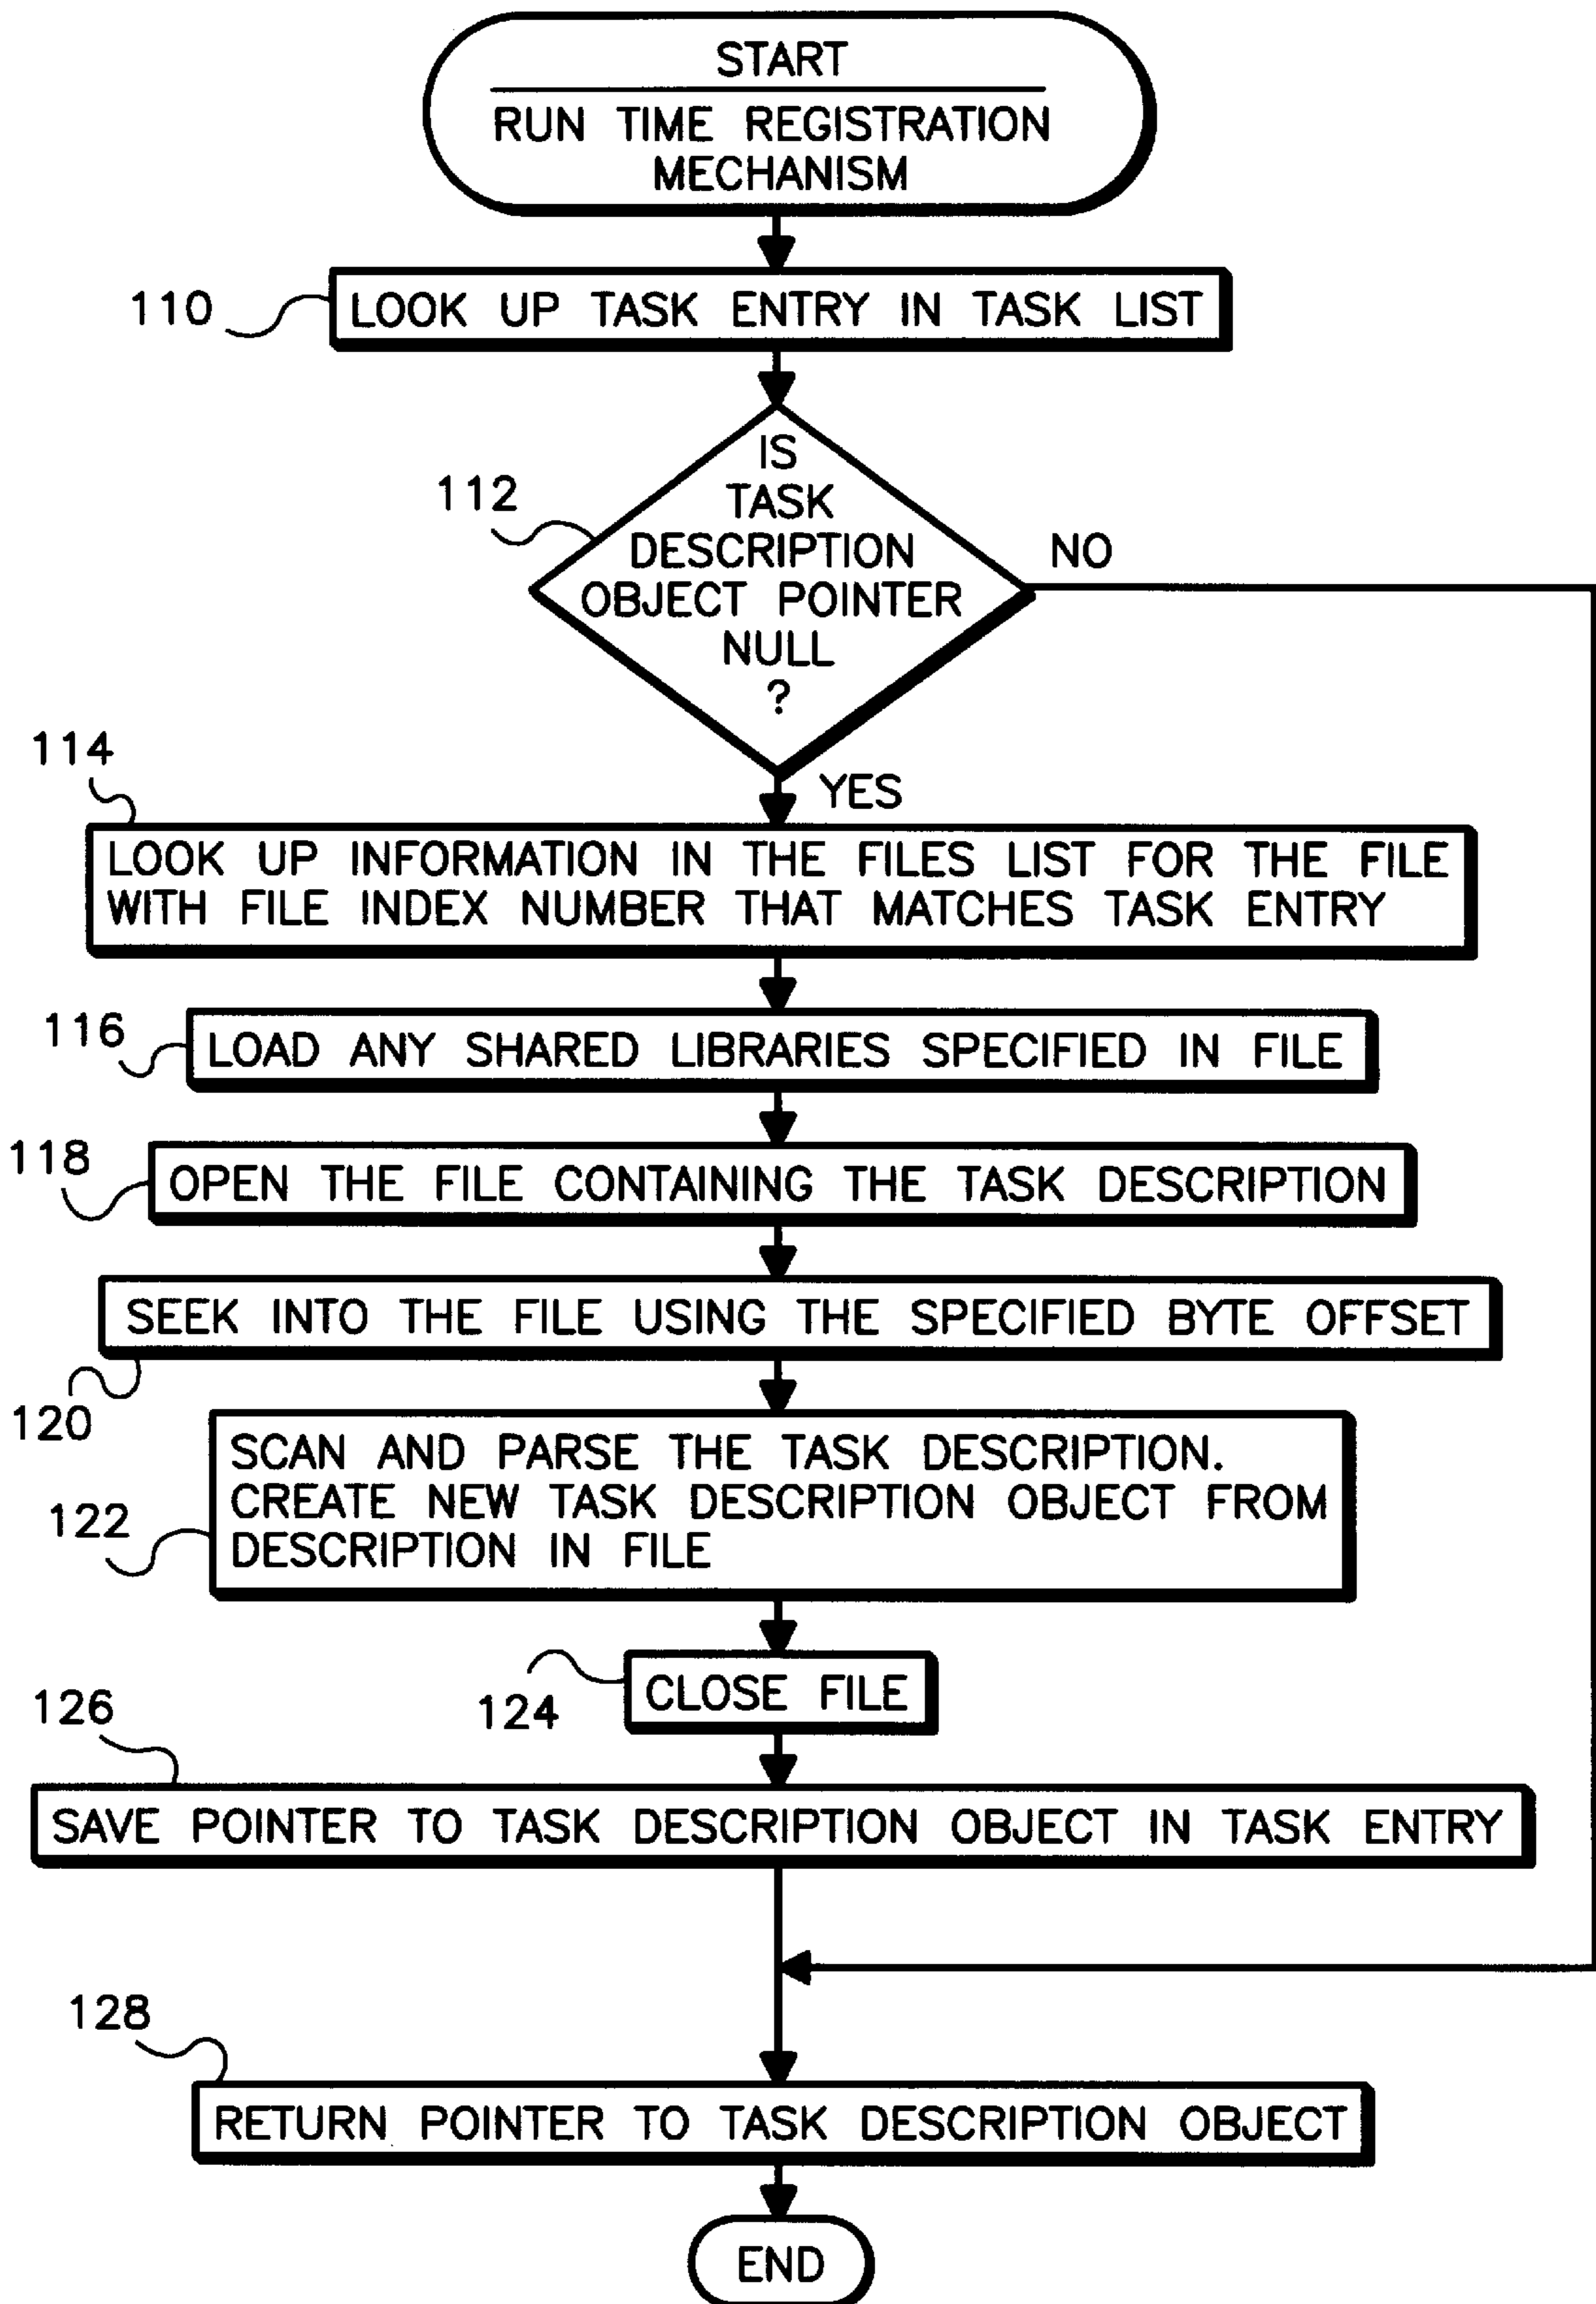 START
RUN TIME REGISTRATION
MECHANISM
110
LOOK UP TASK ENTRY IN TASK LIST
112
IS
TASK
DESCRIPTION
OBJECT POINTER
NULL
?
NO
YES
114
LOOK UP INFORMATION IN THE FILES LIST FOR THE FILE
WITH FILE INDEX NUMBER THAT MATCHES TASK ENTRY
116
LOAD ANY SHARED LIBRARIES SPECIFIED IN FILE
118
OPEN THE FILE CONTAINING THE TASK DESCRIPTION
SEEK INTO THE FILE USING THE SPECIFIED BYTE OFFSET
120
SCAN AND PARSE THE TASK DESCRIPTION.
CREATE NEW TASK DESCRIPTION OBJECT FROM
DESCRIPTION IN FILE
122
CLOSE FILE
124
126
SAVE POINTER TO TASK DESCRIPTION OBJECT IN TASK ENTRY
128
RETURN POINTER TO TASK DESCRIPTION OBJECT
END